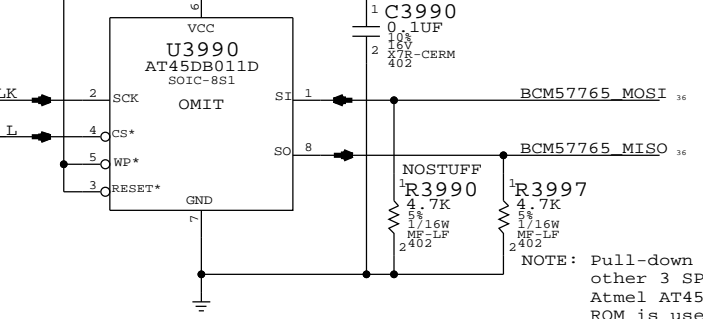 6
VCC
U3990
AT45DB011D
SOIC-8S1
OMIT
LK
2
SCK
L
4
CS*
5
WP*
3
RESET*
SI
1
SO
8
GND
7
1
C3990
0.1UF
10%
16V
2
X7R-CERM
402
BCM57765_MOSI 36
BCM57765_MISO 36
NOSTUFF
1
R3990
4.7K
5%
1/16W
MF-LF
2
402
1
R3997
4.7K
5%
1/16W
MF-LF
2
402
NOTE: Pull-down
other 3 SP
Atmel AT45
ROM is use